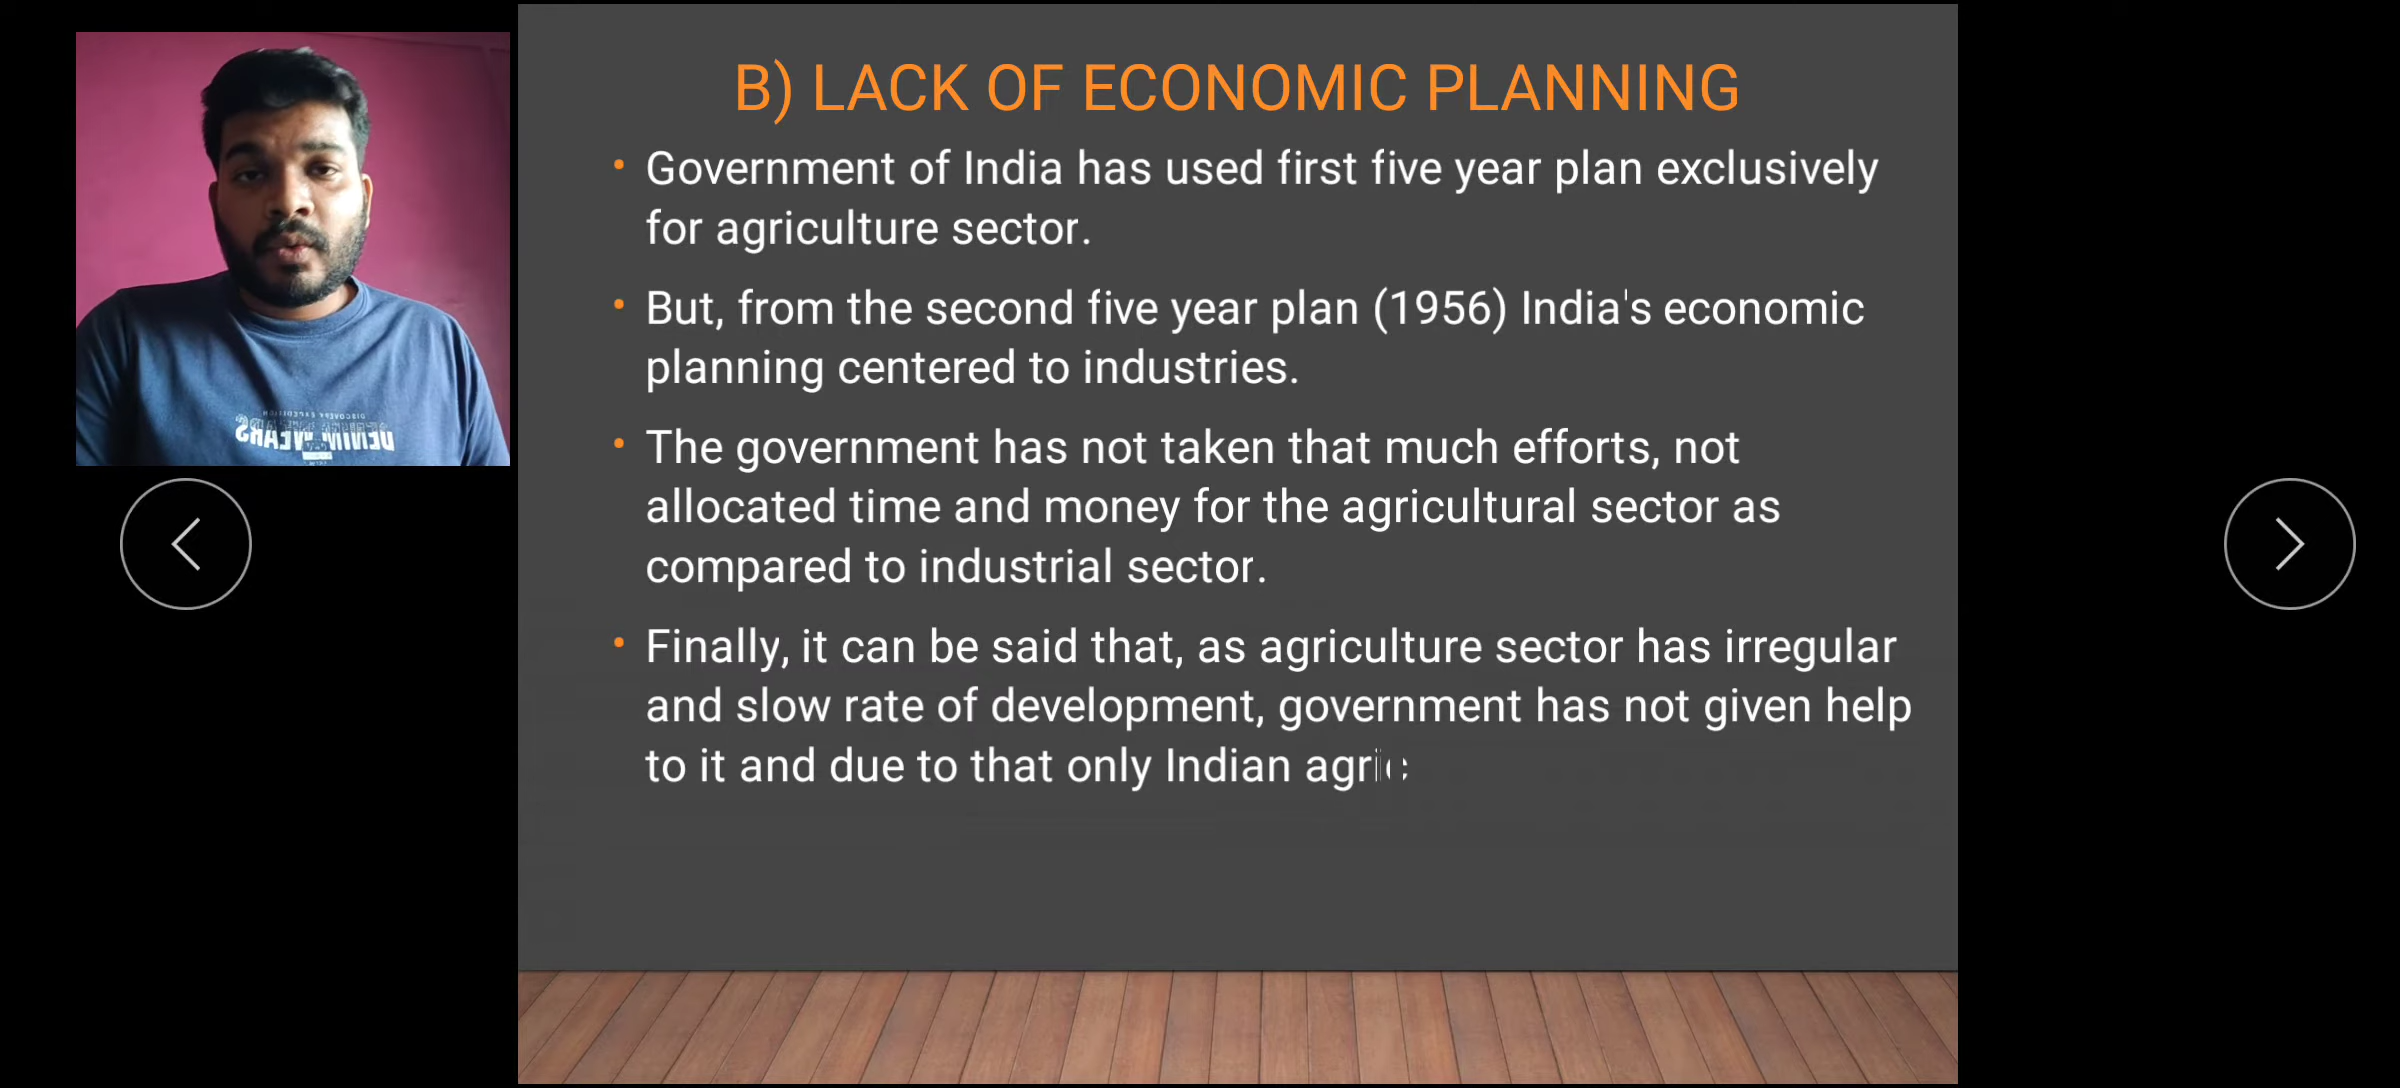 B) LACK OF ECONOMIC PLANNING
• Government of India has used first five year plan exclusively
for agriculture sector.
• But, from the second five year plan (1956) India's economic
planning centered to industries.
• The government has not taken that much efforts, not
allocated time and money for the agricultural sector as
compared to industrial sector.
• Finally, it can be said that, as agriculture sector has irregular
and slow rate of development, government has not given help
to it and due to that only Indian
DISCOVERY EXPEDITION
DENIM WEARS